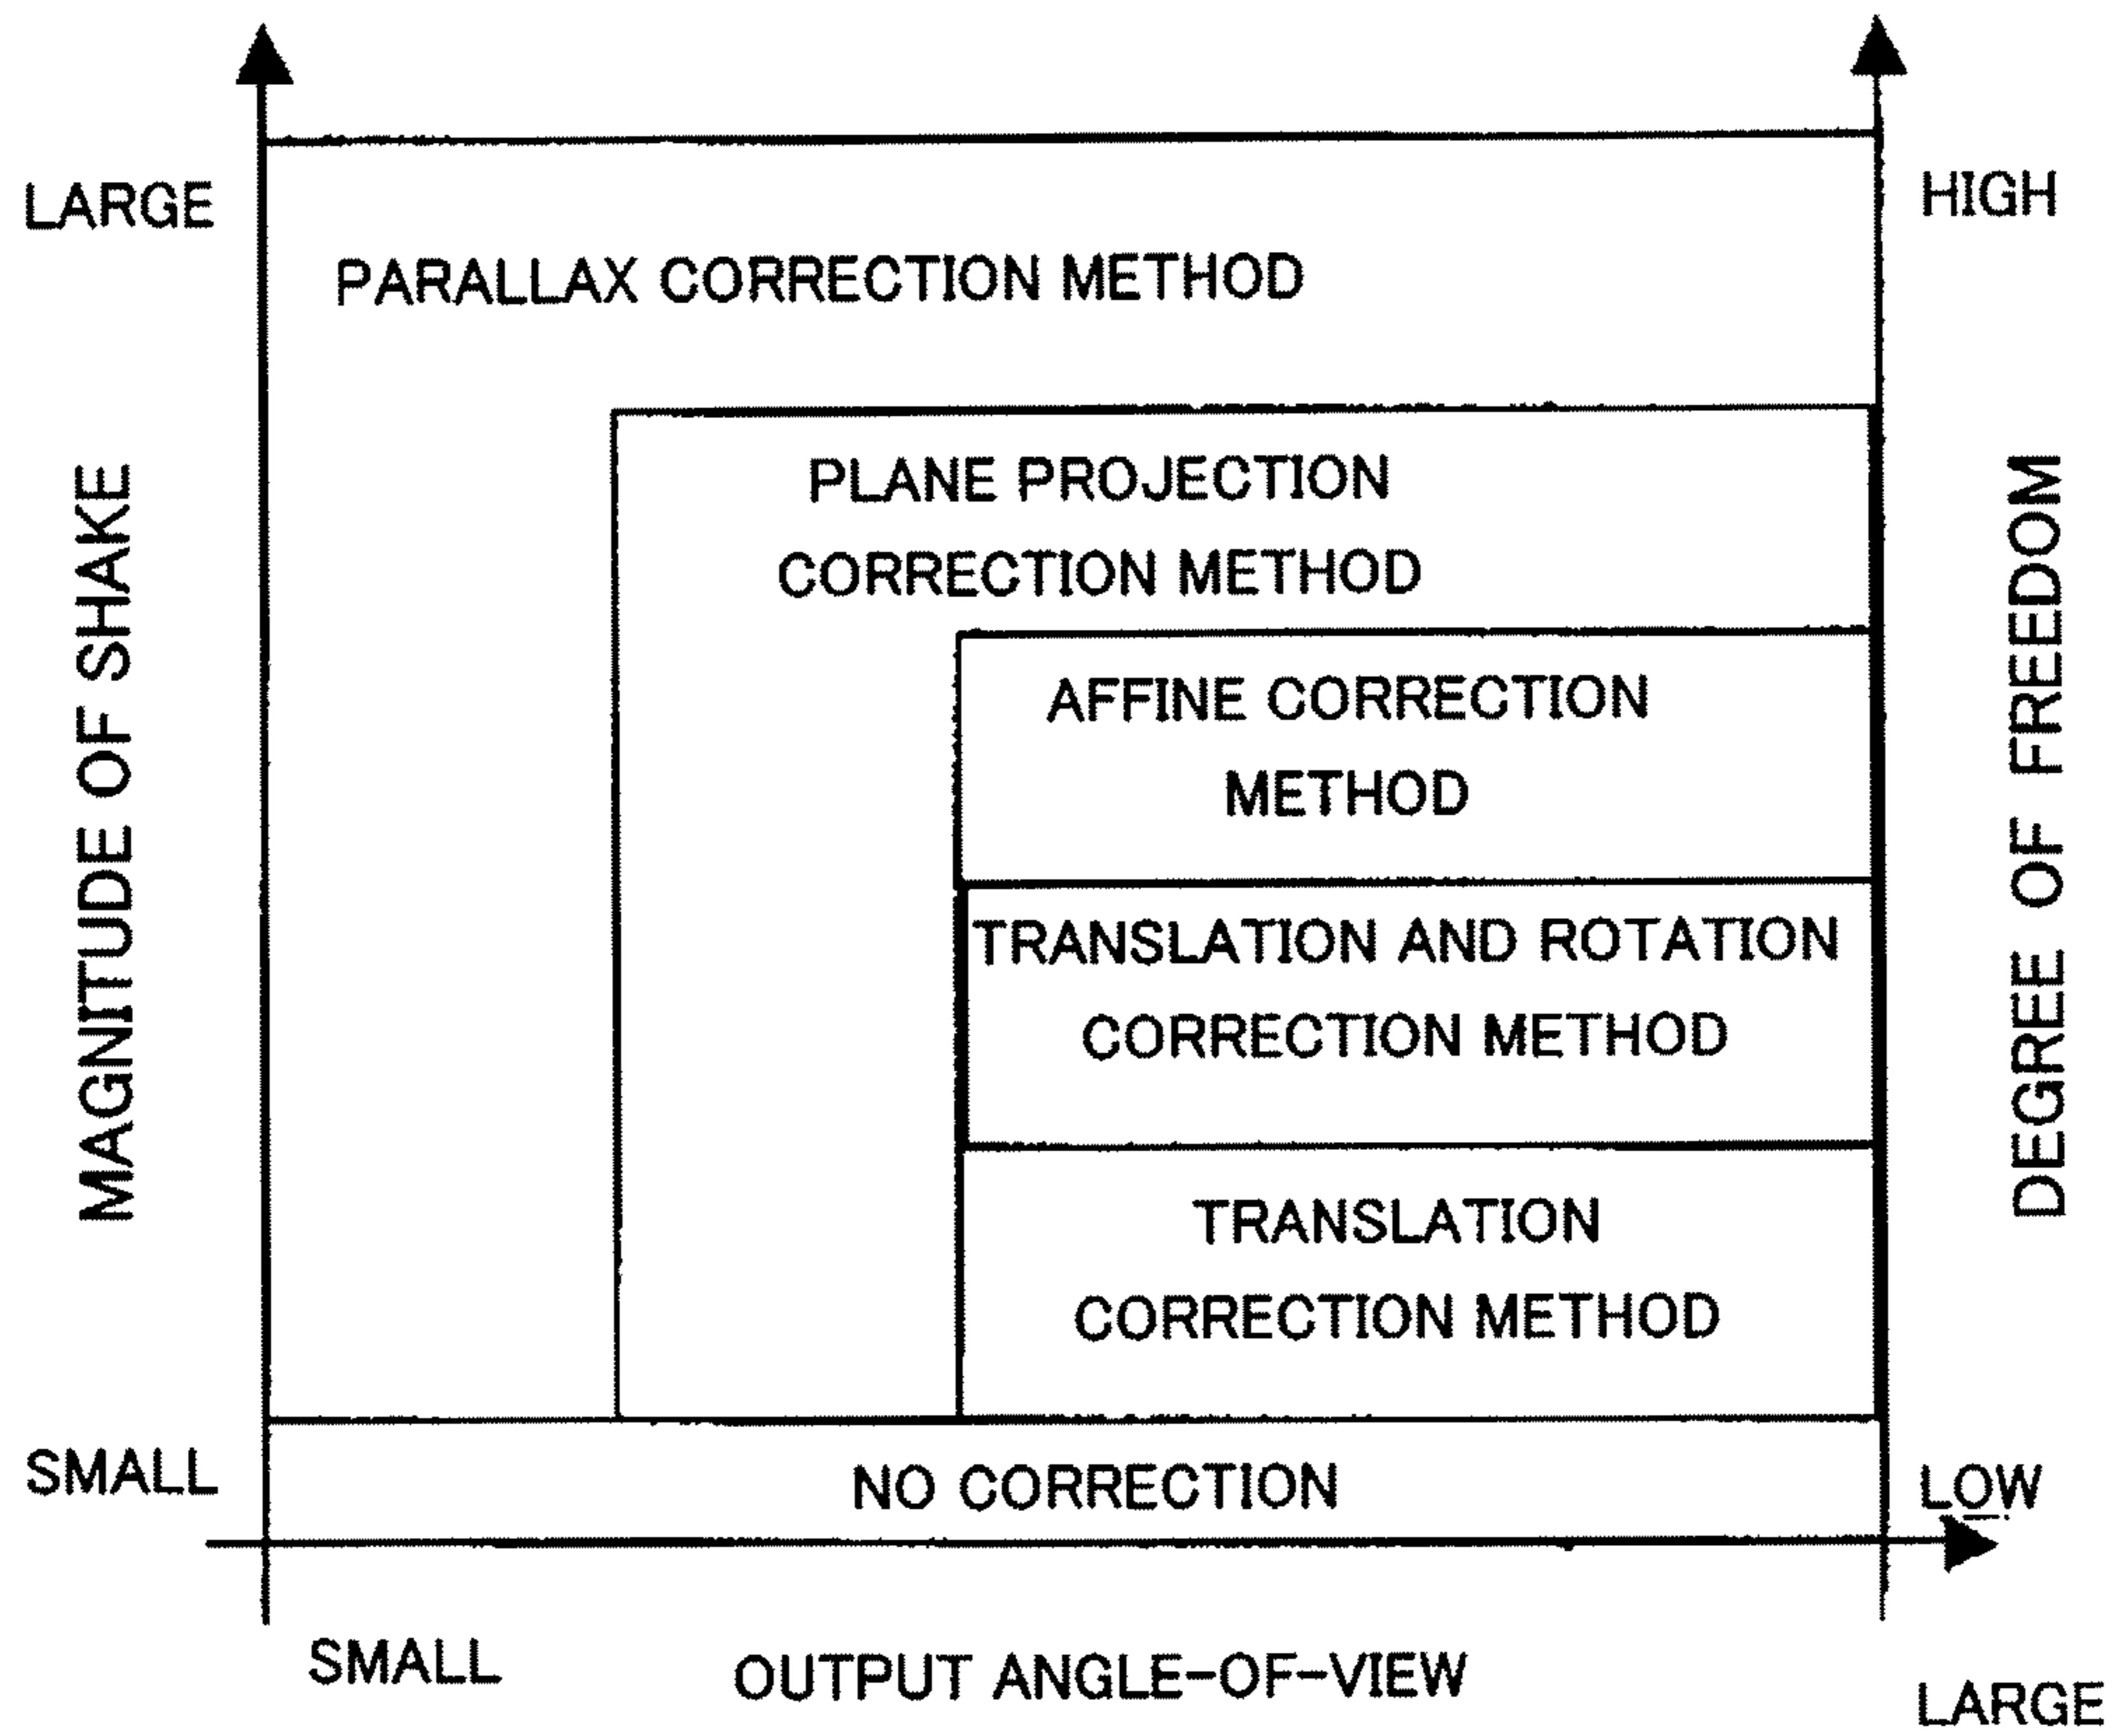 LARGE
HIGH
PARALLAX CORRECTION METHOD
PLANE PROJECTION
CORRECTION METHOD
MAGNITUDE OF SHAKE
DEGREE OF FREEDOM
AFFINE CORRECTION
METHOD
TRANSLATION AND ROTATION
CORRECTION METHOD
TRANSLATION
CORRECTION METHOD
SMALL
NO CORRECTION
LOW
SMALL
OUTPUT ANGLE-OF-VIEW
LARGE